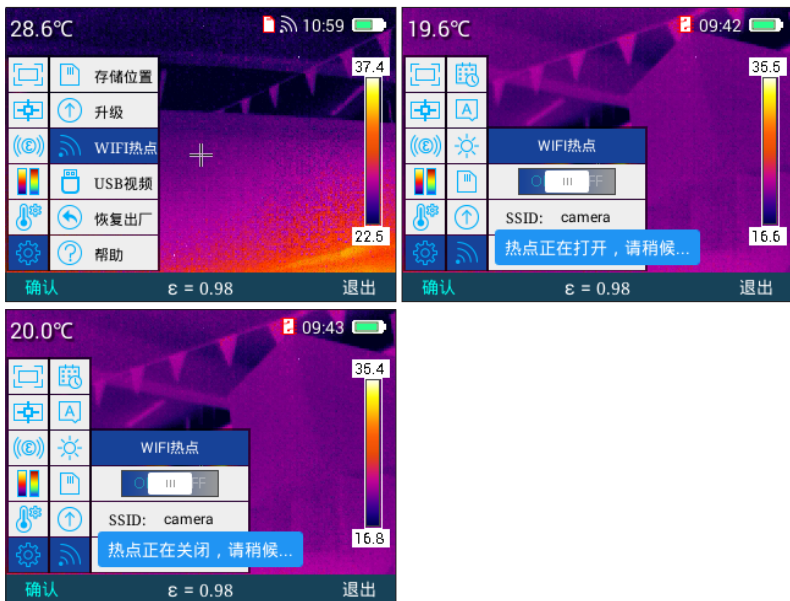 28.6℃
10:59
存储位置
升级
WIFI热点
USB视频
恢复出厂
帮助
37.4
22.5
确认
ε = 0.98
退出
19.6℃
09:42
A
WIFI热点
SSID: camera
热点正在打开，请稍候...
35.5
16.6
确认
ε = 0.98
退出
20.0℃
09:43
A
WIFI热点
SSID: camera
热点正在关闭，请稍候...
35.4
16.8
确认
ε = 0.98
退出